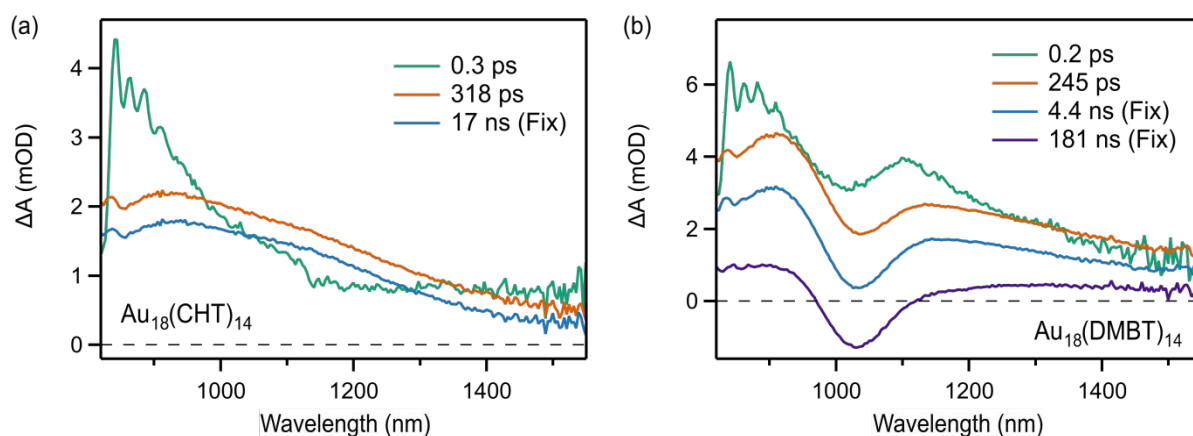 (a)
ΔA (mOD)
4
3
2
1
0
0.3 ps
318 ps
17 ns (Fix)
Au18(CHT)14
1000
1200
1400
Wavelength (nm)
(b)
ΔA (mOD)
6
4
2
0
0.2 ps
245 ps
4.4 ns (Fix)
181 ns (Fix)
Au18(DMBT)14
1000
1200
1400
Wavelength (nm)